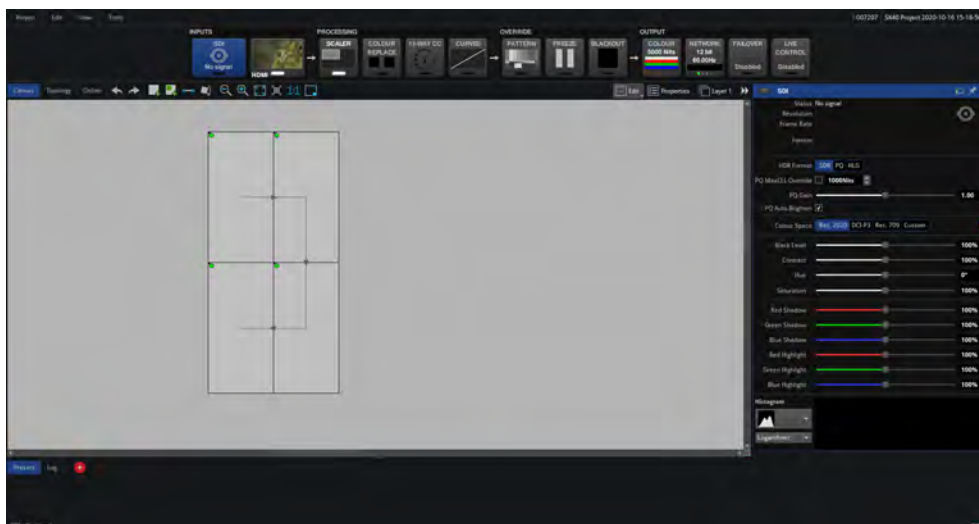 Project Edit View Tools
007207 SM40 Project 2020-10-16 15-18-5
INPUTS PROCESSING OVERRIDE OUTPUT
SDI
No signal
HDMI
SCALER
COLOUR
REPLACE
14-WAY CC
CURVES
PATTERN
FREEZE
BLACKOUT
COLOUR
5000 Nits
NETWORK
12 bit
60.00Hz
FAILOVER
Disabled
LIVE
CONTROL
Disabled
Canvas Topology Online
1:1
Edit Properties Layer 1
SDI
Status No signal
Resolution
Frame Rate
Format
HDR Format SDR PQ HLG
PQ MaxCLL Override 1000Nits
PQ Gain 1.00
PQ Auto-Brighten
Colour Space Rec. 2020 DCI-P3 Rec. 709 Custom
Black Level 100%
Contrast 100%
Hue 0°
Saturation 100%
Red Shadow 100%
Green Shadow 100%
Blue Shadow 100%
Red Highlight 100%
Green Highlight 100%
Blue Highlight 100%
Histogram
Logarithmic
Presets Log